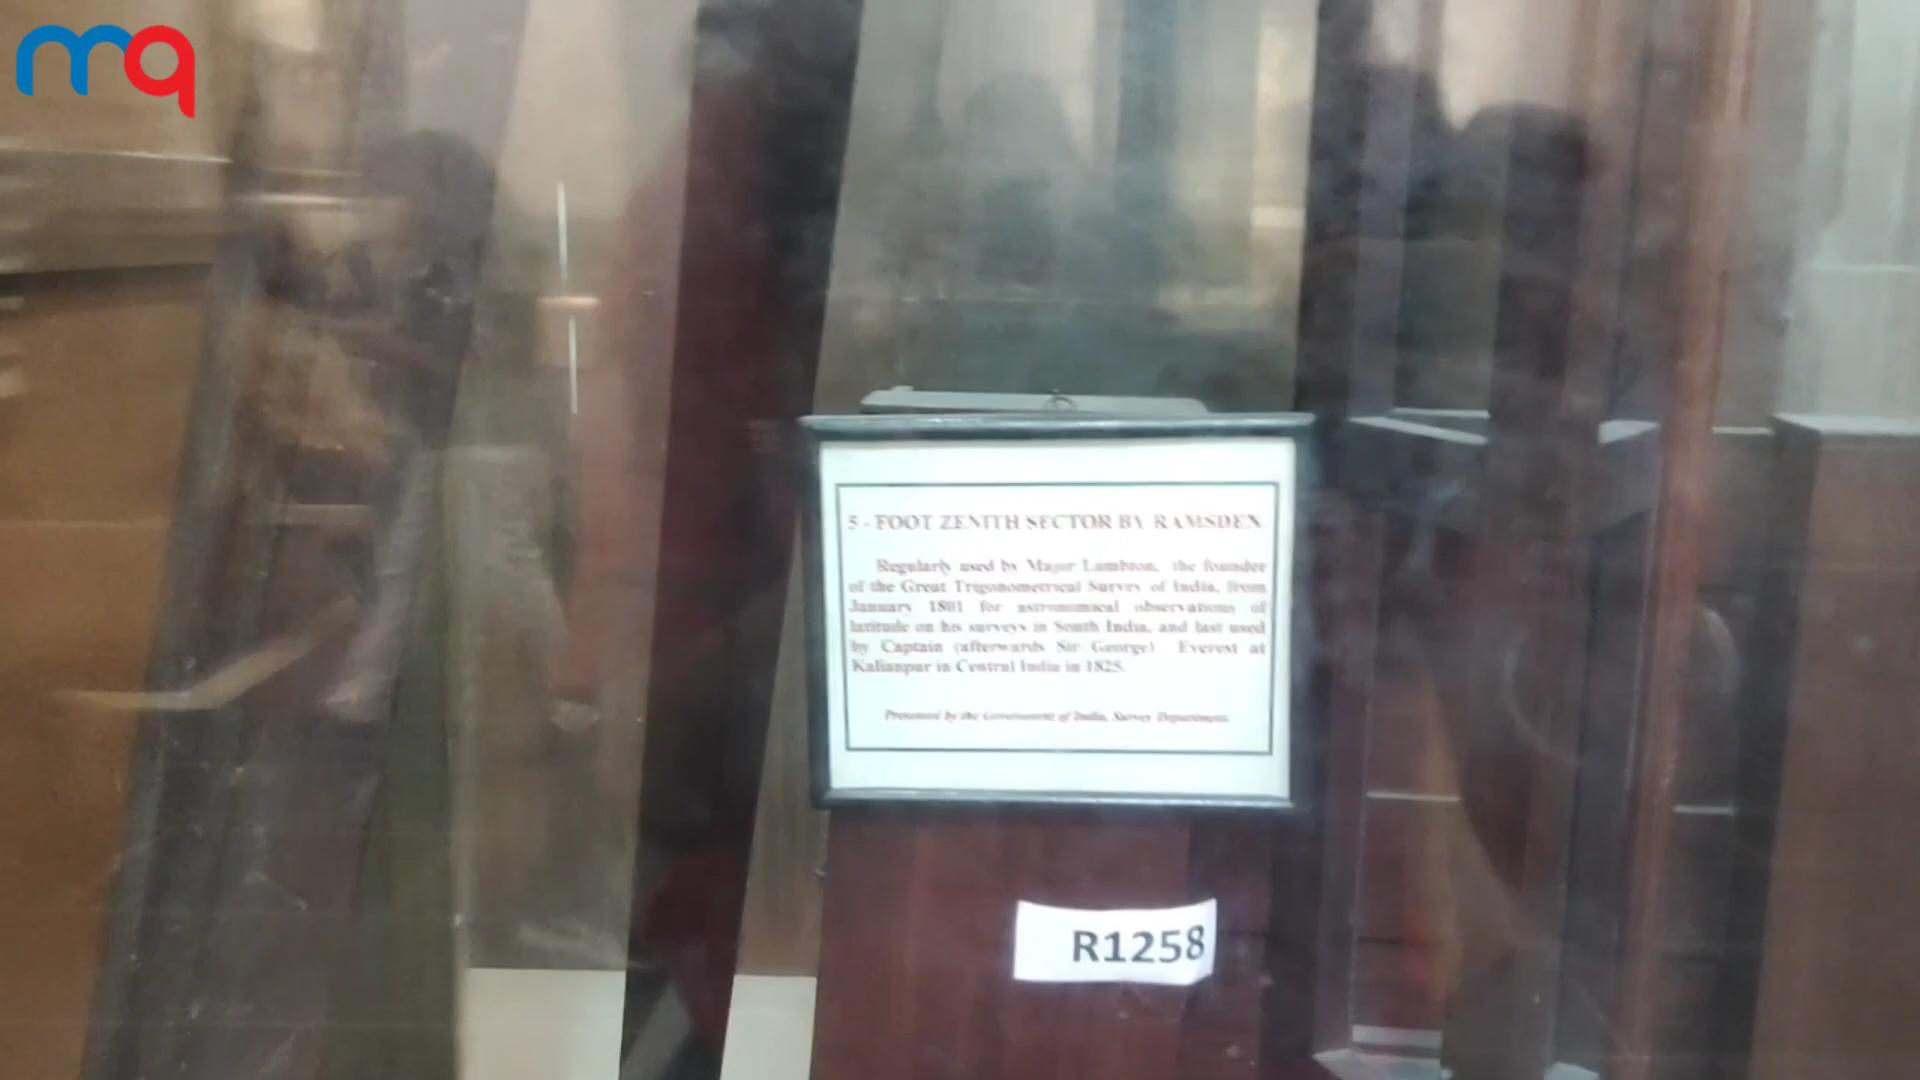 mq
5 - FOOT ZENITH SECTOR BY RAMSDEN
Regularly used by Major Lambton, the founder
of the Great Trigonometrical Survey of India, from
January 1801 for astronomical observations of
latitude on his surveys in South India, and last used
by Captain (afterwards Sir George) Everest at
Kalianpur in Central India in 1825.
Presented by the Government of India, Survey Department.
R1258